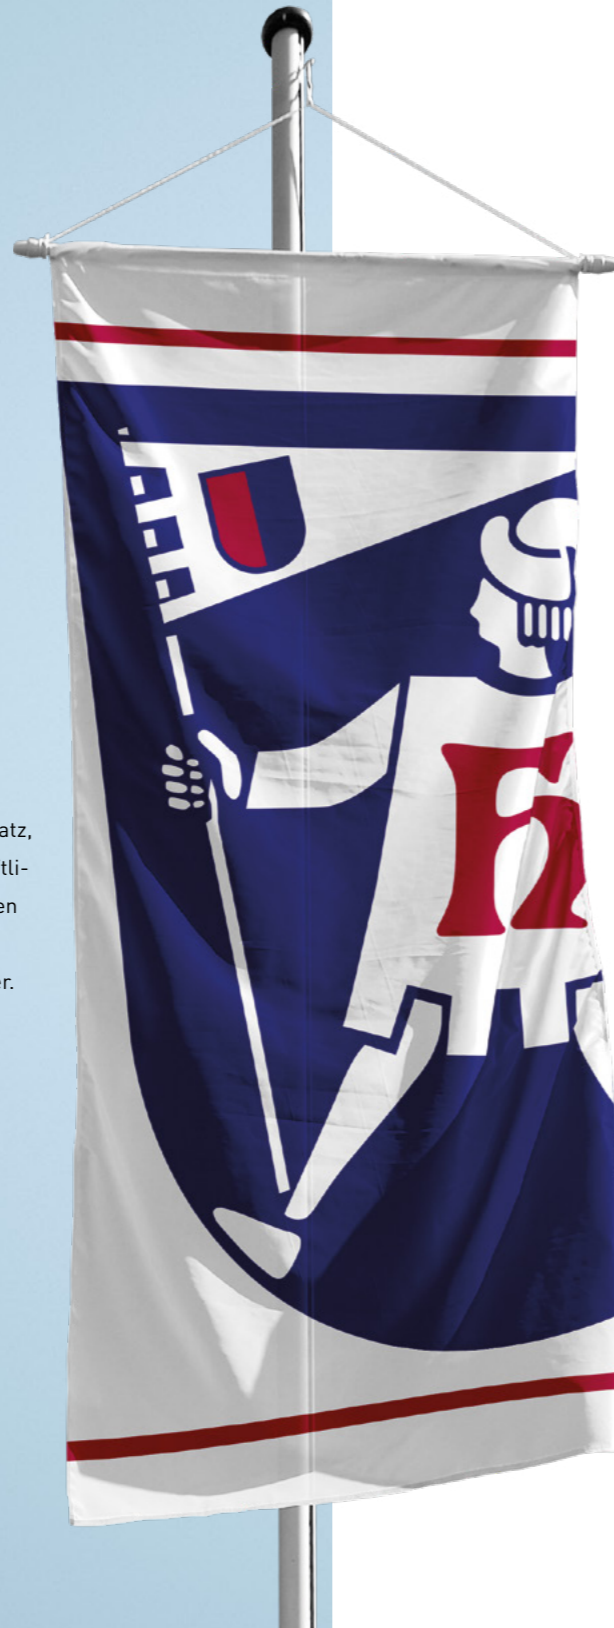 atz,
tli-
en
er.
H